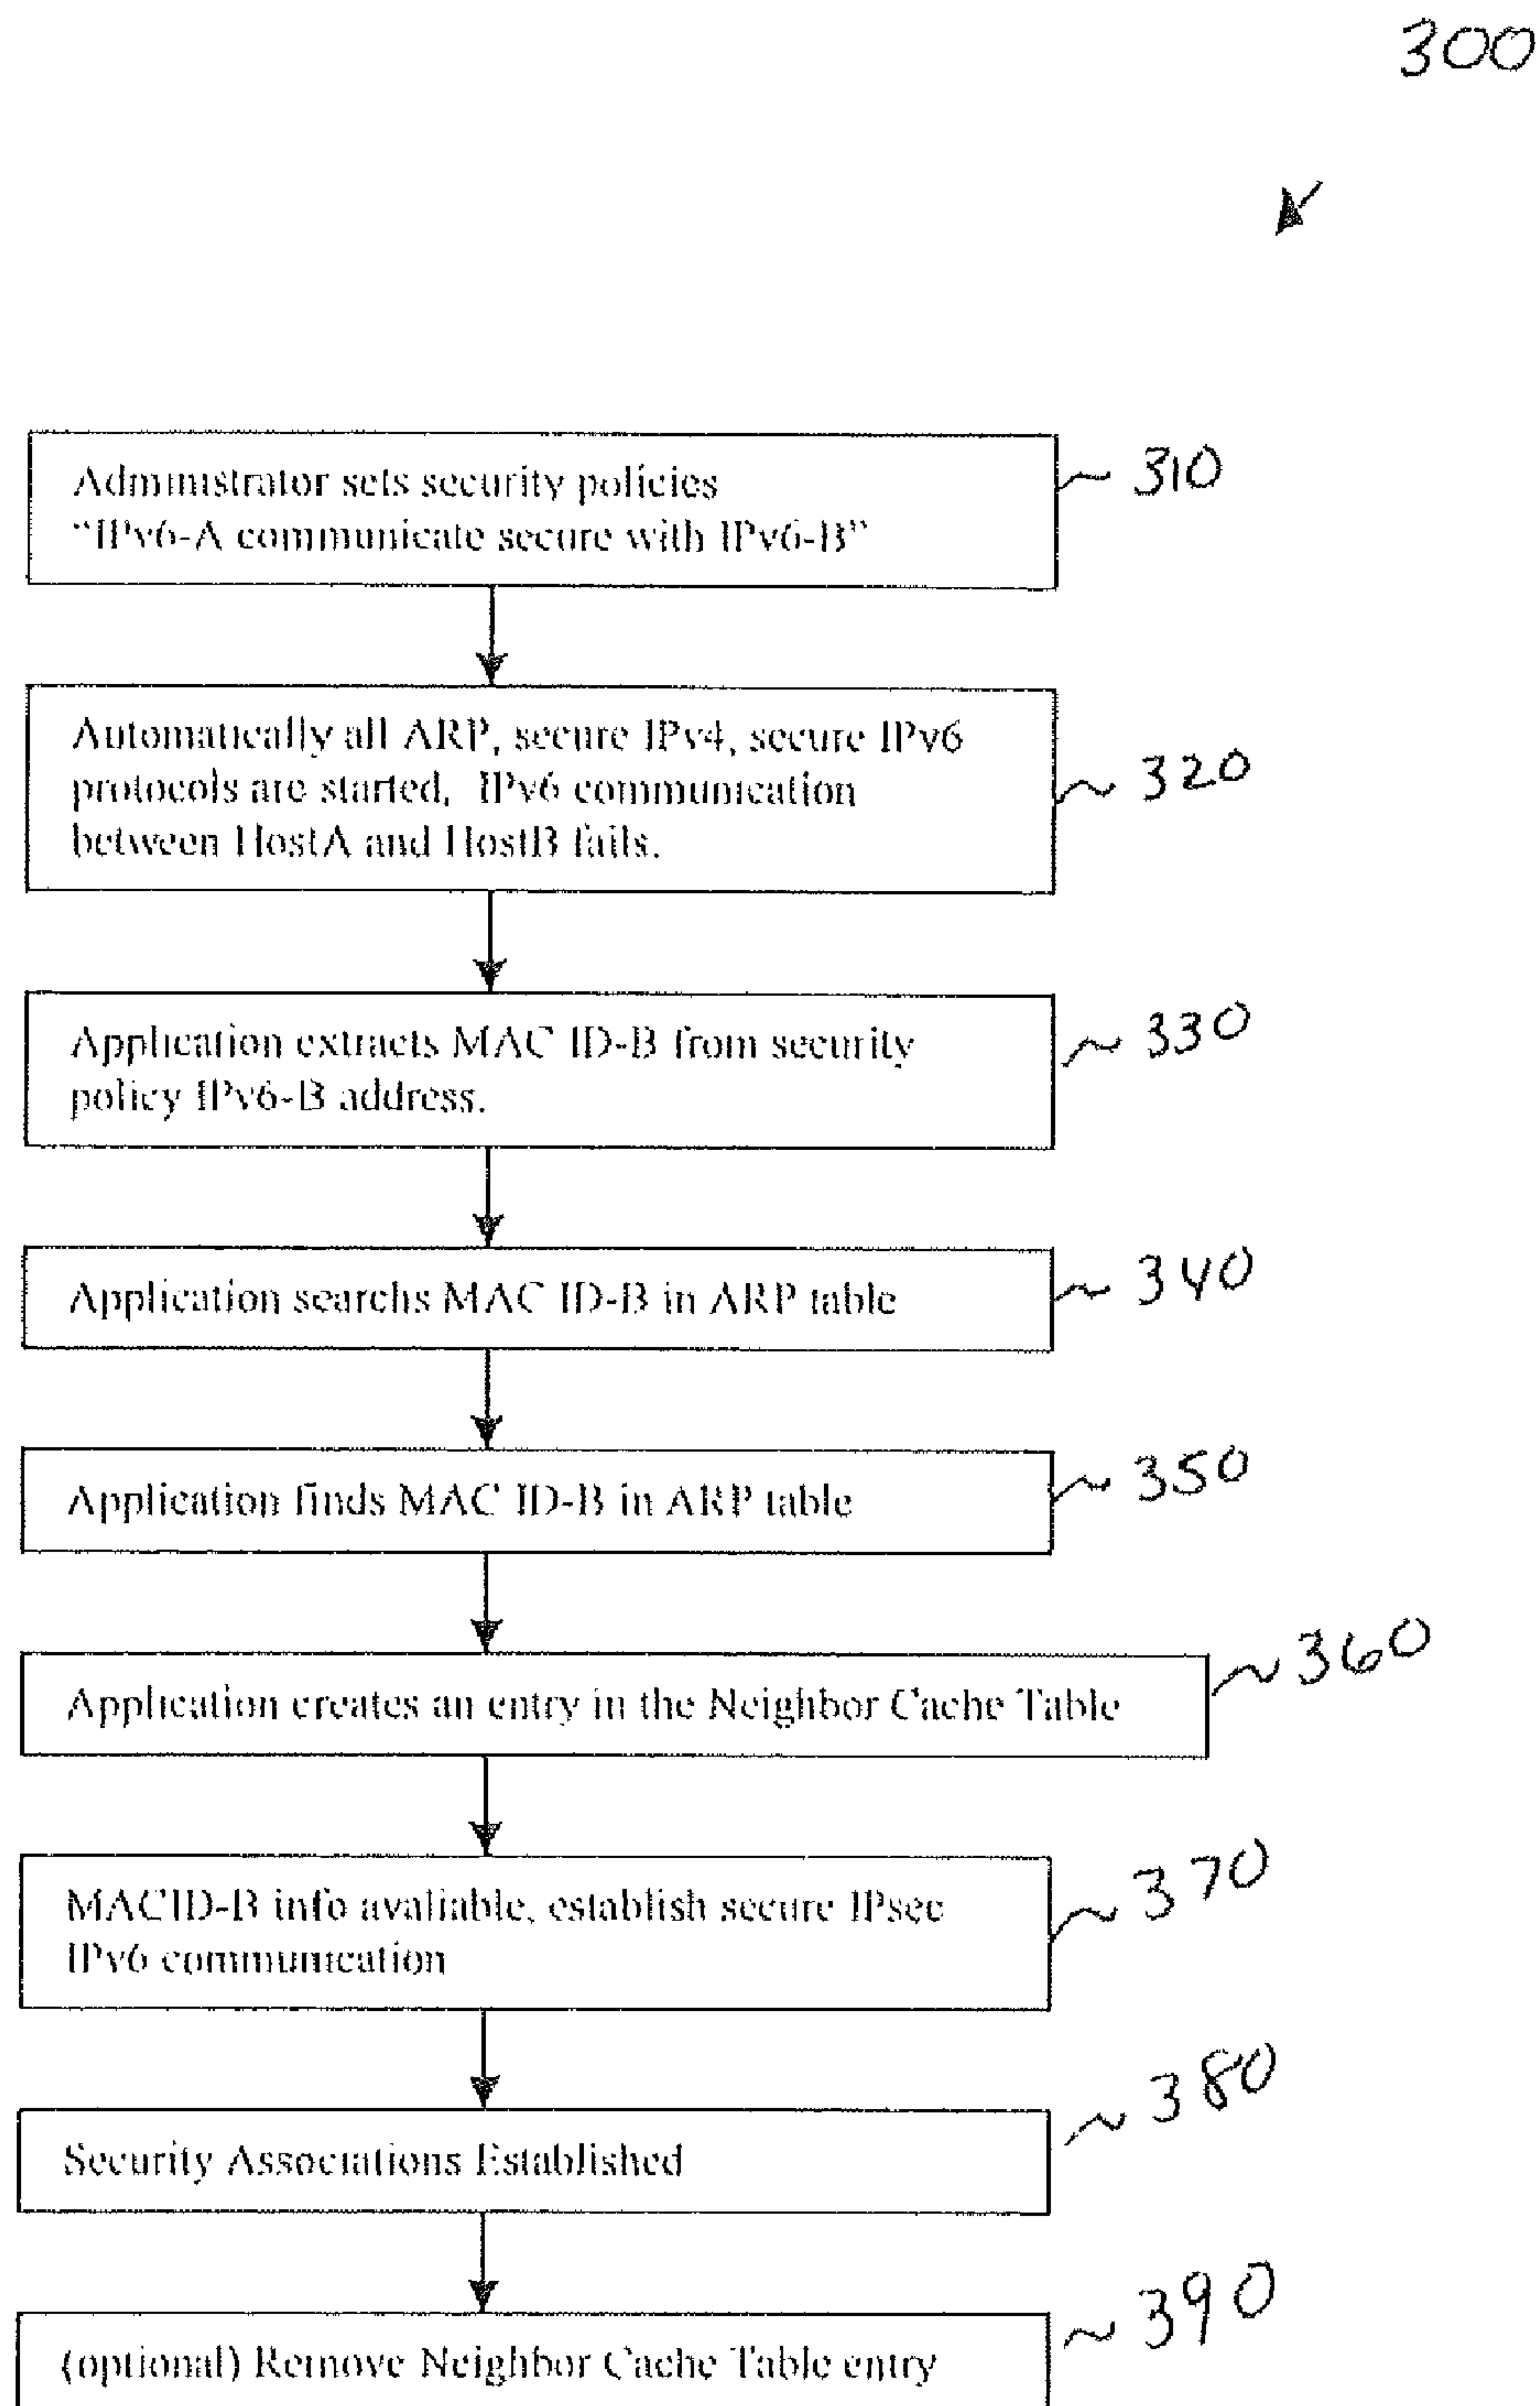 300
Administrator sets security policies
“IPv6-A communicate secure with IPv6-B”
310
Automatically all ARP, secure IPv4, secure IPv6
protocols are started. IPv6 communication
between HostA and HostB fails.
320
Application extracts MAC ID-B from security
policy IPv6-B address.
330
Application searchs MAC ID-B in ARP table
340
Application finds MAC ID-B in ARP table
350
Application creates an entry in the Neighbor Cache Table
360
MACID-B info avaliable, establish secure IPsec
IPv6 communication
370
Security Associations Established
380
(optional) Remove Neighbor Cache Table entry
390